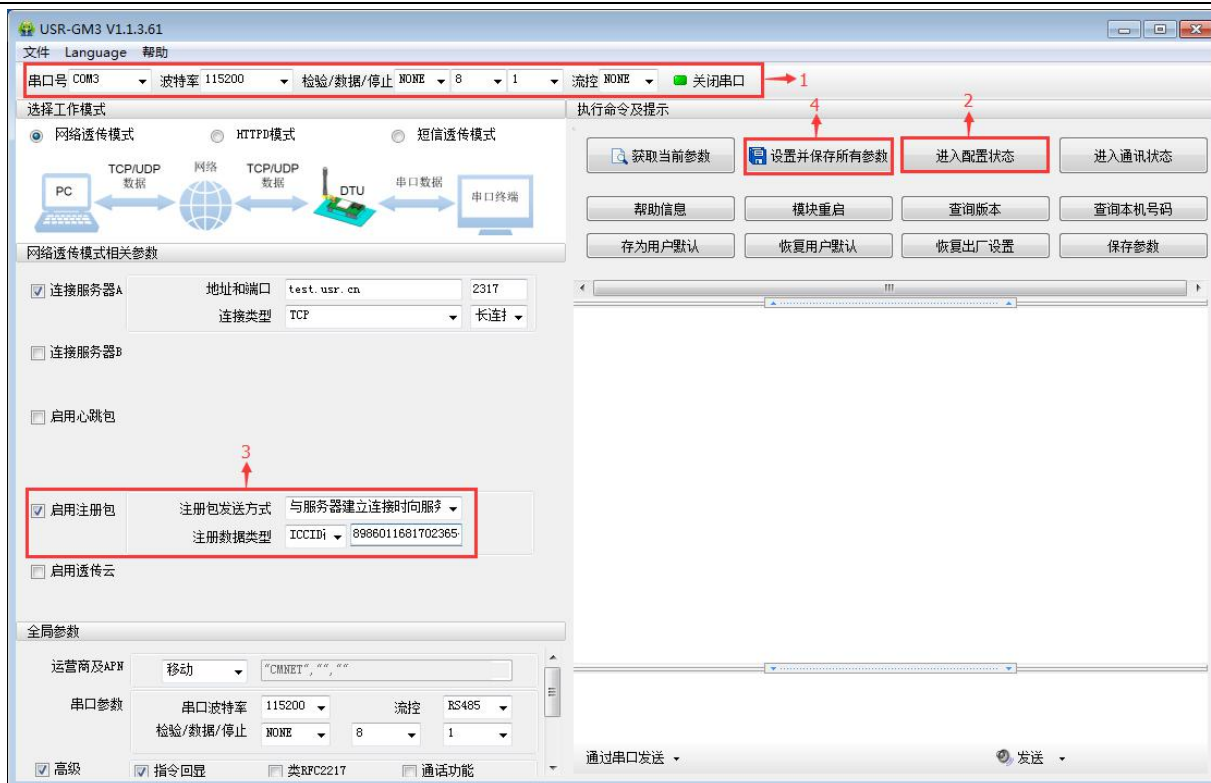 USR-GM3 V1.1.3.61
文件 Language 帮助
串口号 COM3 波特率 115200 检验/数据/停止 NONE 8 1 流控 NONE 关闭串口 1
选择工作模式
网络透传模式 HTTPD模式 短信透传模式
PC
TCP/UDP
数据
网络
TCP/UDP
数据
DTU
串口数据
串口终端
网络透传模式相关参数
连接服务器A 地址和端口 test.usr.cn 2317
连接类型 TCP 长连接
连接服务器B
启用心跳包
3
启用注册包 注册包发送方式 与服务器建立连接时向服务
注册数据类型 ICCID 8986011681702365
启用透传云
全局参数
运营商及APN 移动 "CMNET","",""
串口参数 串口波特率 115200 流控 RS485
检验/数据/停止 NONE 8 1
高级 指令回显 类RFC2217 通话功能
执行命令及提示
4 2
获取当前参数 设置并保存所有参数 进入配置状态 进入通讯状态
帮助信息 模块重启 查询版本 查询本机号码
存为用户默认 恢复用户默认 恢复出厂设置 保存参数
通过串口发送 发送